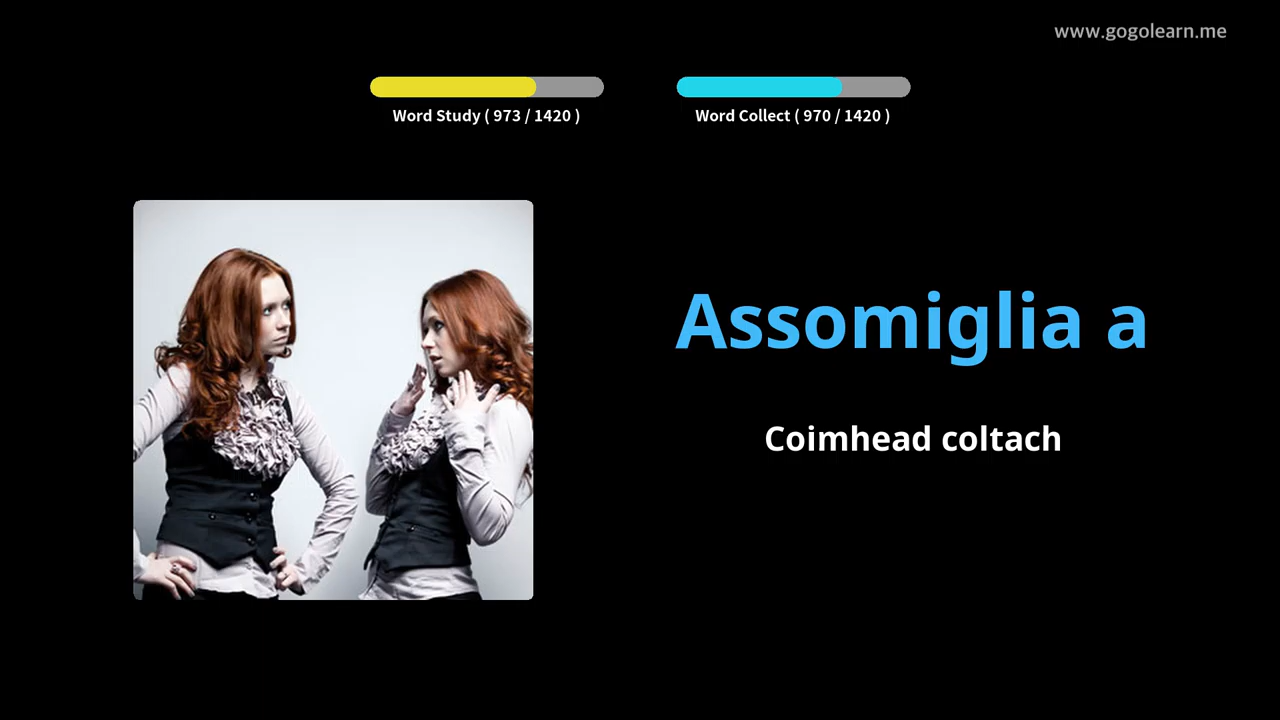 www.gogolearn.me
Word Study ( 973 / 1420 )
Word Collect ( 970 / 1420 )
Assomiglia a
Coimhead coltach